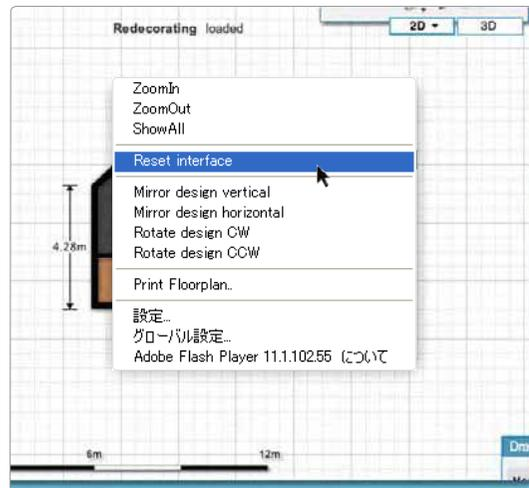 Redecorating loaded
2D
3D
ZoomIn
ZoomOut
ShowAll
Reset interface
Mirror design vertical
Mirror design horizontal
Rotate design CW
Rotate design CCW
4.28m
Print Floorplan..
設定...
グローバル設定...
Adobe Flash Player 11.1.102.55 について
6m
12m